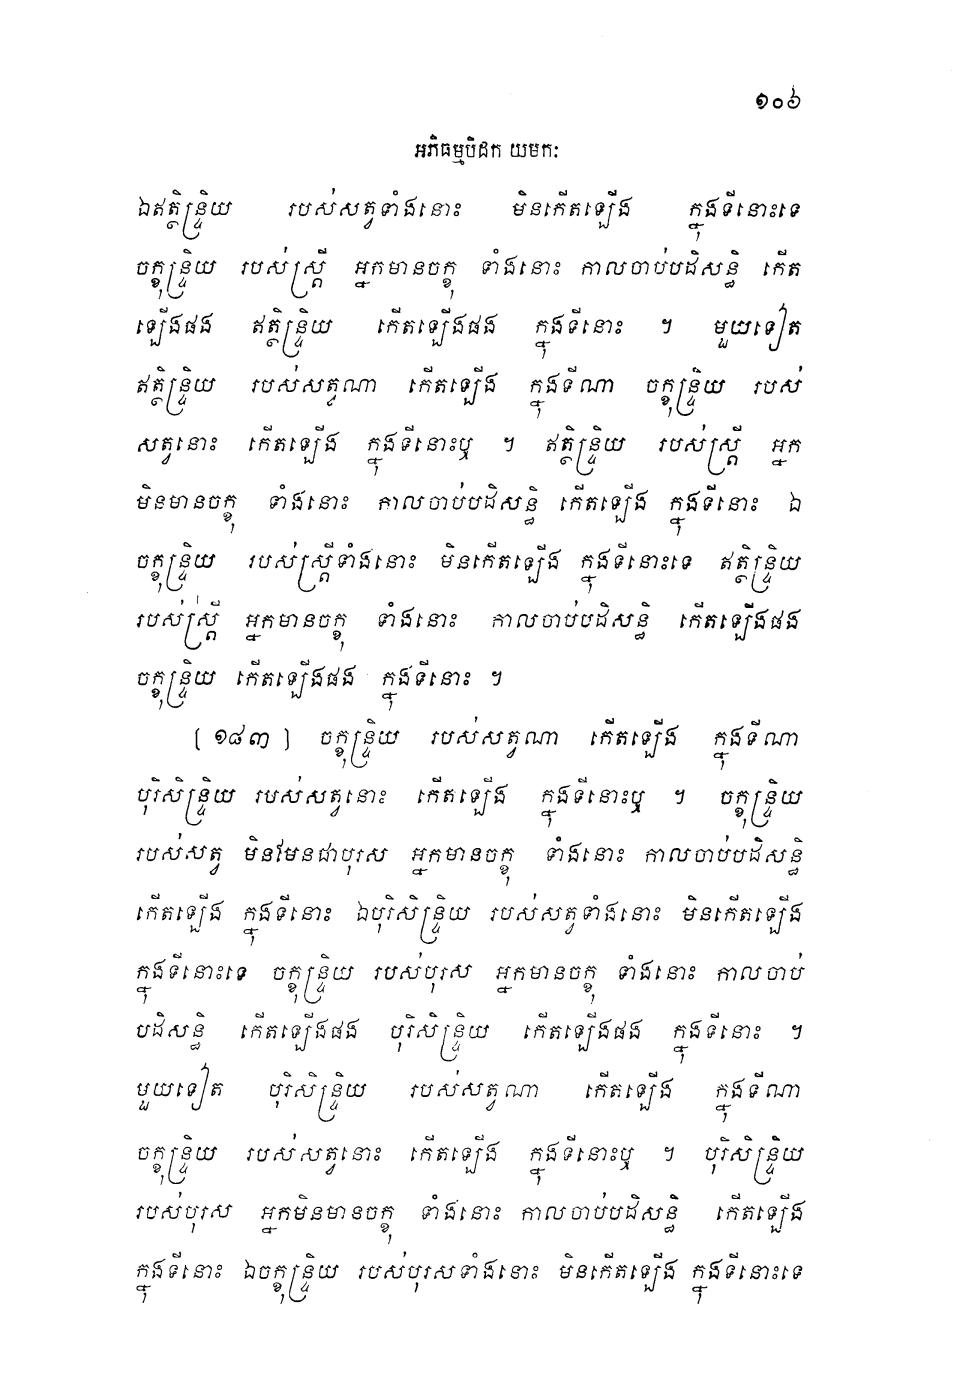 ១០៦
អភិធម្មបិដក យមកៈ
ឯឥត្ថិន្ទ្រិយ របស់សត្វទាំងនោះ មិនកើតឡើង ក្នុងទីនោះទេ
ចក្ខុន្ទ្រិយ របស់ស្ត្រី អ្នកមានចក្ខុ ទាំងនោះ កាលចាប់បដិសន្ធិ កើត
ឡើងផង ឥត្ថិន្ទ្រិយ កើតឡើងផង ក្នុងទីនោះ ។ មួយទៀត
ឥត្ថិន្ទ្រិយ របស់សត្វណា កើតឡើង ក្នុងទីណា ចក្ខុន្ទ្រិយ របស់
សត្វនោះ កើតឡើង ក្នុងទីនោះឬ ។ ឥត្ថិន្ទ្រិយ របស់ស្ត្រី អ្នក
មិនមានចក្ខុ ទាំងនោះ កាលចាប់បដិសន្ធិ កើតឡើង ក្នុងទីនោះ ឯ
ចក្ខុន្ទ្រិយ របស់ស្ត្រីទាំងនោះ មិនកើតឡើង ក្នុងទីនោះទេ ឥត្ថិន្ទ្រិយ
របស់ស្ត្រី អ្នកមានចក្ខុ ទាំងនោះ កាលចាប់បដិសន្ធិ កើតឡើងផង
ចក្ខុន្ទ្រិយ កើតឡើងផង ក្នុងទីនោះ ។
[ ១៨៣ ] ចក្ខុន្ទ្រិយ របស់សត្វណា កើតឡើង ក្នុងទីណា
បុរិសិន្ទ្រិយ របស់សត្វនោះ កើតឡើង ក្នុងទីនោះឬ ។ ចក្ខុន្ទ្រិយ
របស់សត្វ មិនមែនជាបុរស អ្នកមានចក្ខុ ទាំងនោះ កាលចាប់បដិសន្ធិ
កើតឡើង ក្នុងទីនោះ ឯបុរិសិន្ទ្រិយ របស់សត្វទាំងនោះ មិនកើតឡើង
ក្នុងទីនោះទេ ចក្ខុន្ទ្រិយ របស់បុរស អ្នកមានចក្ខុ ទាំងនោះ កាលចាប់
បដិសន្ធិ កើតឡើងផង បុរិសិន្ទ្រិយ កើតឡើងផង ក្នុងទីនោះ ។
មួយទៀត បុរិសិន្ទ្រិយ របស់សត្វណា កើតឡើង ក្នុងទីណា
ចក្ខុន្ទ្រិយ របស់សត្វនោះ កើតឡើង ក្នុងទីនោះឬ ។ បុរិសិន្ទ្រិយ
របស់បុរស អ្នកមិនមានចក្ខុ ទាំងនោះ កាលចាប់បដិសន្ធិ កើតឡើង
ក្នុងទីនោះ ឯចក្ខុន្ទ្រិយ របស់បុរសទាំងនោះ មិនកើតឡើង ក្នុងទីនោះទេ